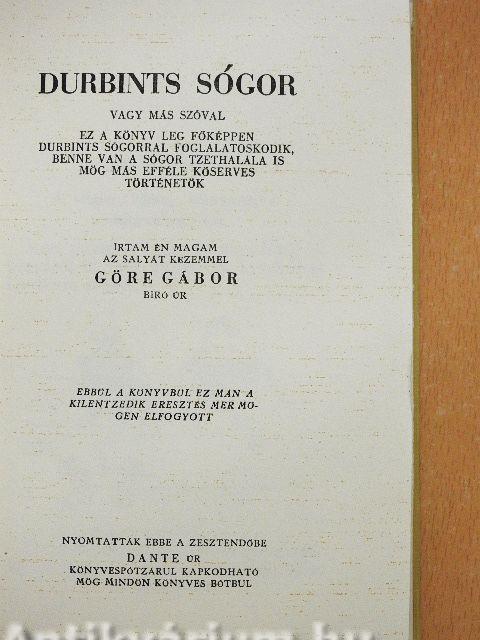 DURBINTS SÓGOR
VAGY MÁS SZÓVAL
EZ A KÖNYV LEG FŐKÉPPEN
DURBINTS SÓGORRAL FOGLALATOSKODIK,
BENNE VAN A SÓGOR TZETHALÁLA IS
MÖG MÁS EFFÉLE KÖSERVES
TÖRTÉNETÖK
IRTAM ÉN MAGAM
AZ SALYÁT KEZEMMEL
GÖRE GÁBOR
BIRÓ ÚR
EBBÜL A KÖNYVBÜL EZ MÁN A
KILENTZEDIK ERESZTÉS MER MÖ-
GEN ELFOGYOTT
NYOMTATTÁK EBBE A ZESZTENDŐBE
DANTE ÚR
KÖNYVESPÓTZÁRUL KAPKODHATÓ
MÖG MINDÖN KÖNYVES BÓTBUL
Antikvárium.hu